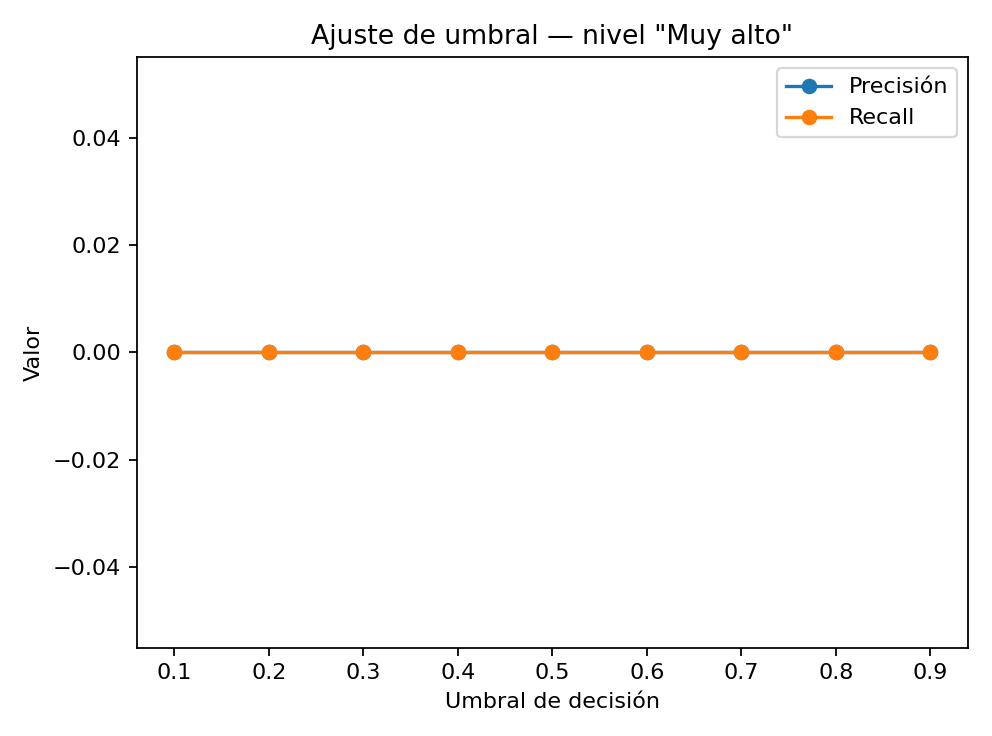 Ajuste de umbral — nivel "Muy alto"
Precisión
Recall
0.04
0.02
0.00
−0.02
−0.04
Valor
0.1 0.2 0.3 0.4 0.5 0.6 0.7 0.8 0.9
Umbral de decisión